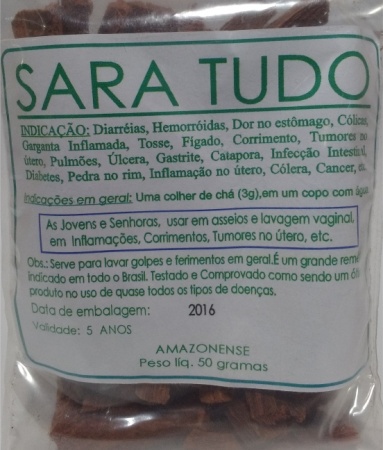 SARA TUDO
INDICAÇÃO: Diarréias, Hemorróidas, Dor no estômago, Cólicas,
Garganta Inflamada, Tosse, Fígado, Corrimento, Tumores no
útero, Pulmões, Úlcera, Gastrite, Catapora, Infecção Intestinal,
Diabetes, Pedra no rim, Inflamação no útero, Cólera, Cancer,
Indicações em geral: Uma colher de chá (3g), em um copo com água
As Jovens e Senhoras, usar em asseios e lavagem vaginal,
em Inflamações, Corrimentos, Tumores no útero, etc.
Obs.: Serve para lavar golpes e ferimentos em geral. É um grande
indicado em todo o Brasil. Testado e Comprovado como sendo um
produto no uso de quase todos os tipos de doenças.
Data de embalagem: 2016
Validade: 5 ANOS
AMAZONENSE
Peso líq. 50 gramas